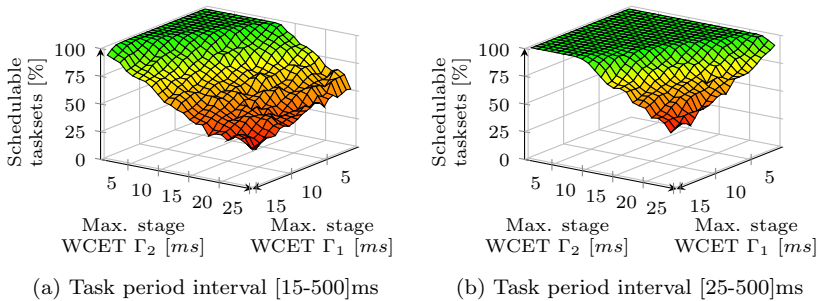 100
75
50
25
0
Schedulable
tasksets [%]
5
10
15
20
25
15
10
5
Max. stage
WCET Γ2 [ms]
Max. stage
WCET Γ1 [ms]
(a) Task period interval [15-500]ms
100
75
50
25
0
Schedulable
tasksets [%]
5
10
15
20
25
15
10
5
Max. stage
WCET Γ2 [ms]
Max. stage
WCET Γ1 [ms]
(b) Task period interval [25-500]ms